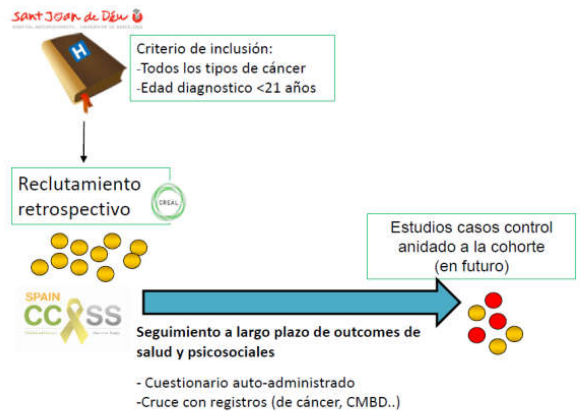 Sant Joan de Déu
H
Criterio de inclusión:
-Todos los tipos de cáncer
-Edad diagnostico <21 años
Reclutamiento
retrospectivo
CREAL
Estudios casos control
anidado a la cohorte
(en futuro)
SPAIN
CCSS
Seguimiento a largo plazo de outcomes de
salud y psicosociales
- Cuestionario auto-administrado
-Cruce con registros (de cáncer, CMBD..)